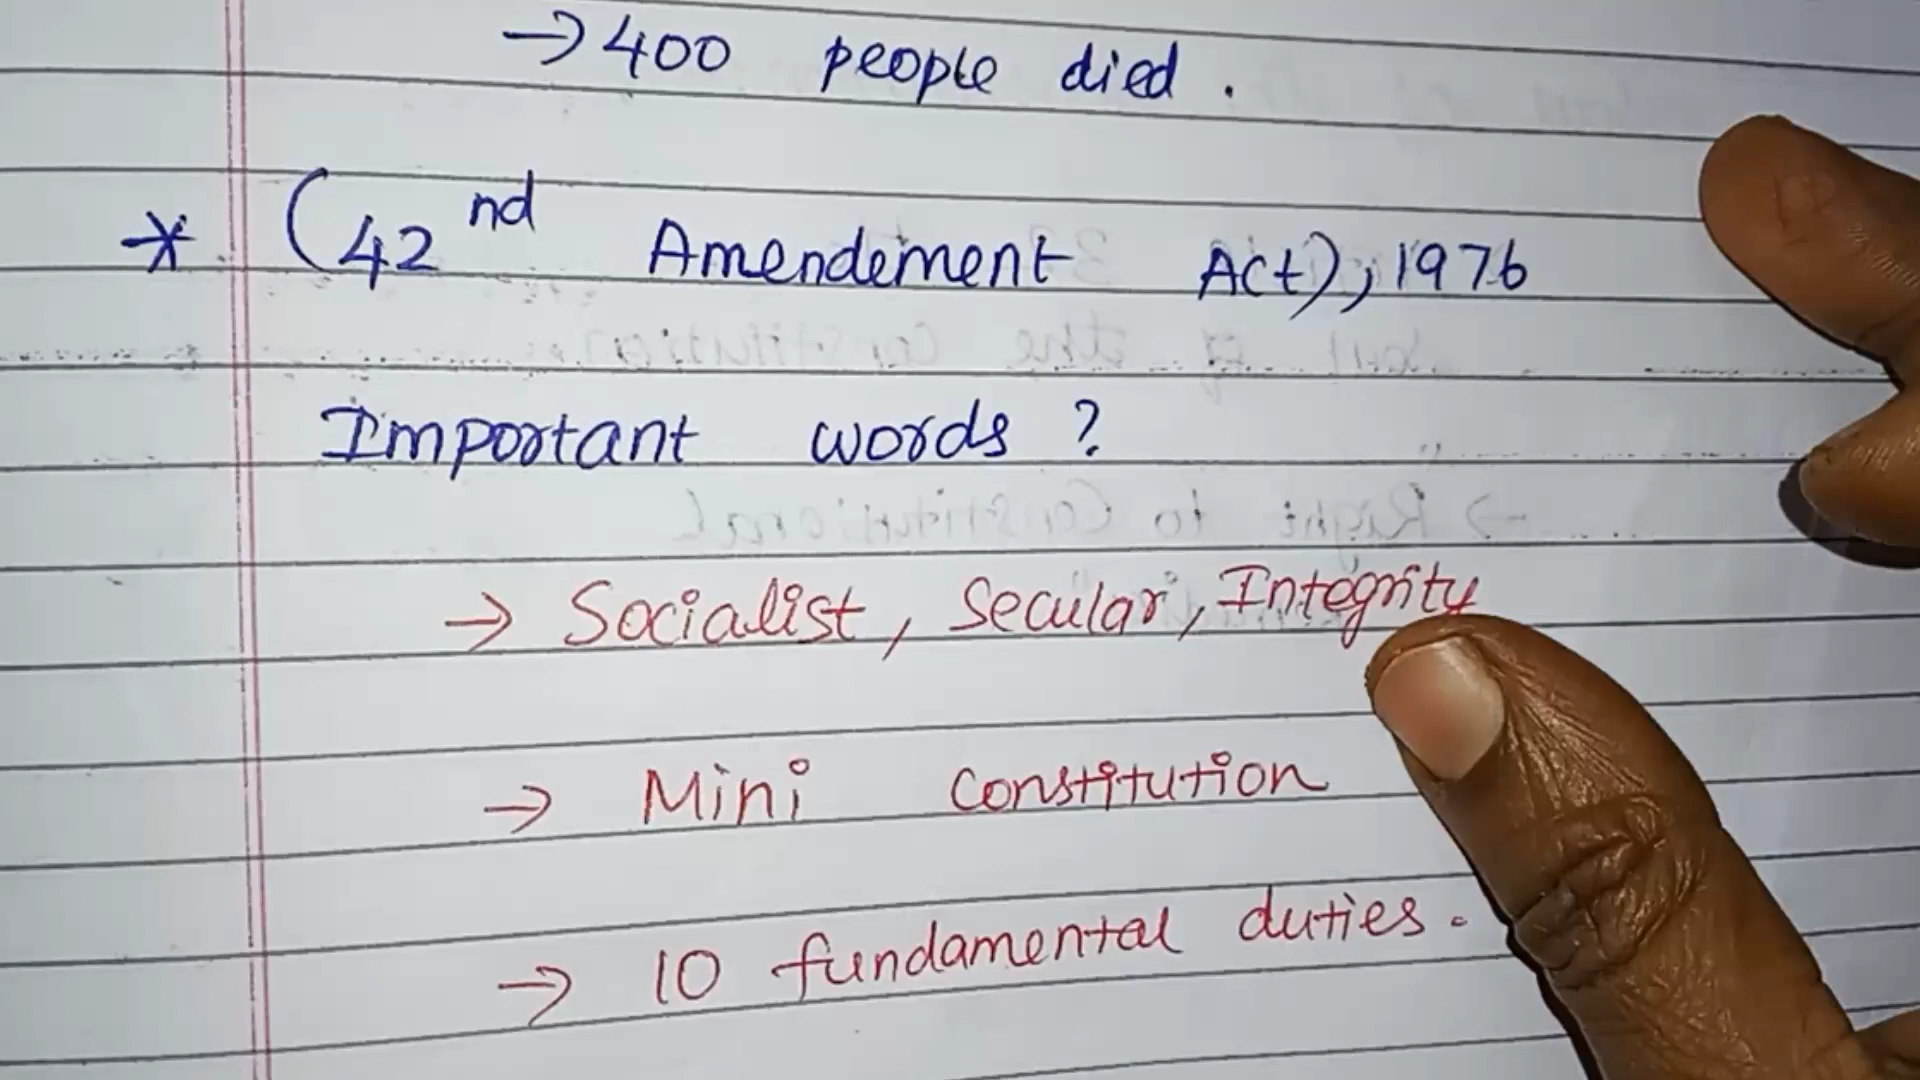 → 400 people died.
* (42nd Amendement Act), 1976
Important words?
→ Socialist, Secular, Integrity
→ Mini constitution
→ 10 fundamental duties.